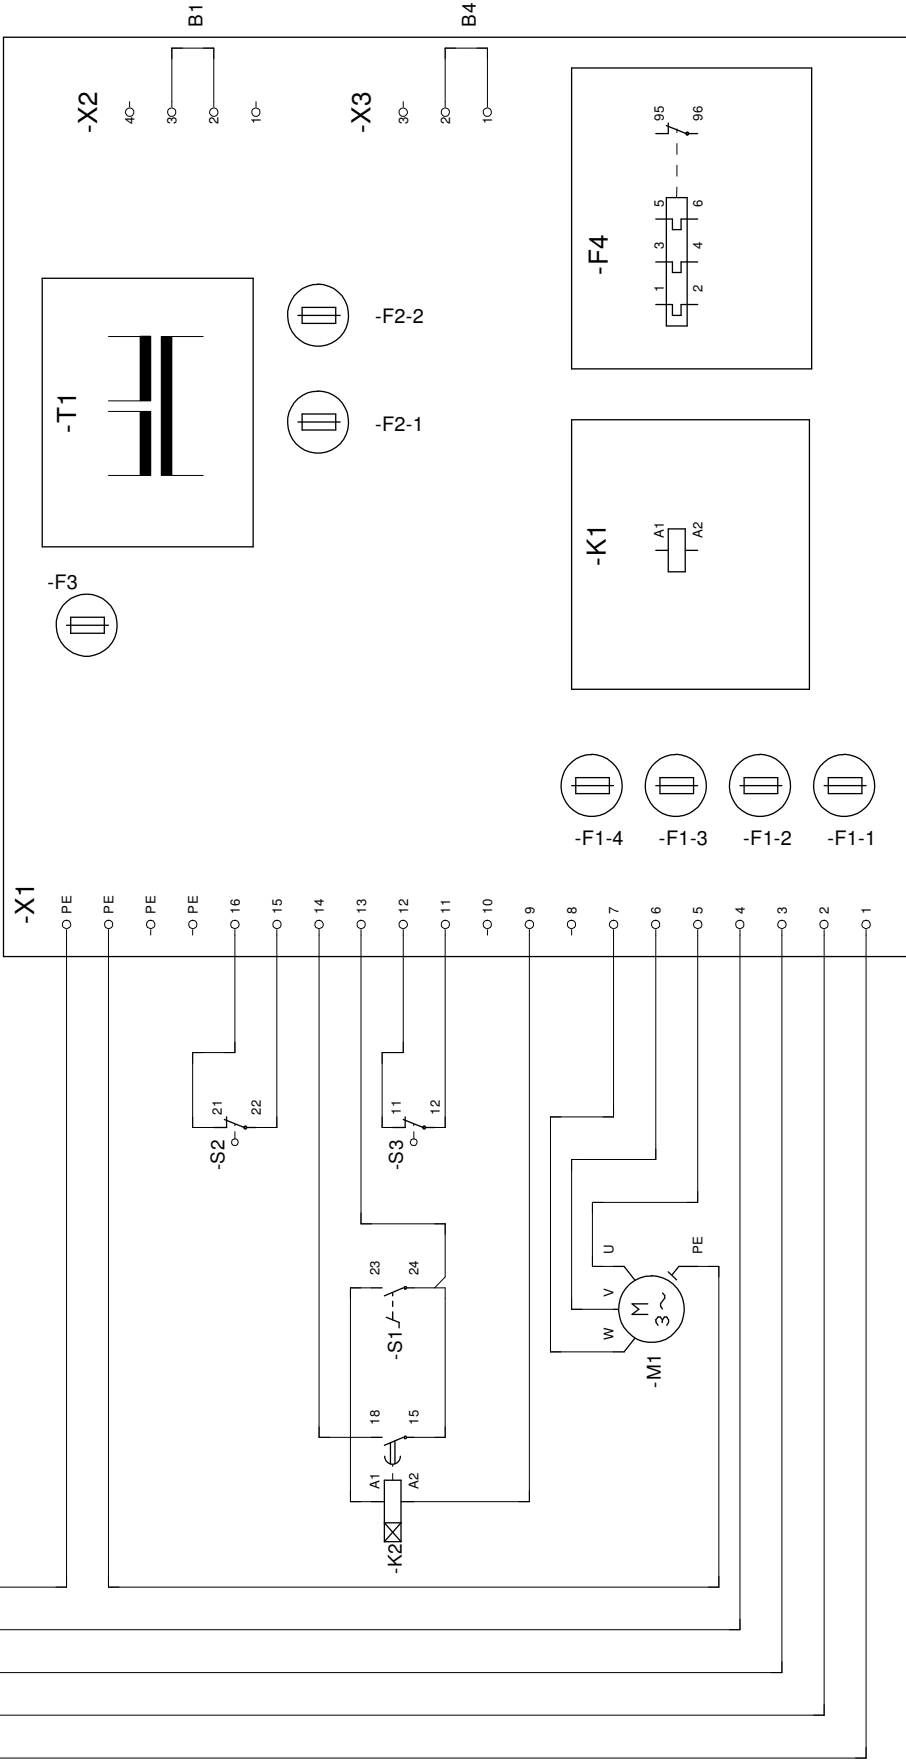 B1
B4
-X2
4
3
2
1
-X3
3
2
1
-F4
1
3
5
2
4
6
95
96
-T1
-F2-2
-F2-1
-F3
-K1
A1
A2
-F1-4
-F1-3
-F1-2
-F1-1
-X1
PE
PE
PE
PE
16
15
14
13
12
11
10
9
8
7
6
5
4
3
2
1
-S2
21
22
-S3
11
12
-S1
23
24
18
15
-K2
A1
A2
-M1
M
3~
W
V
U
PE